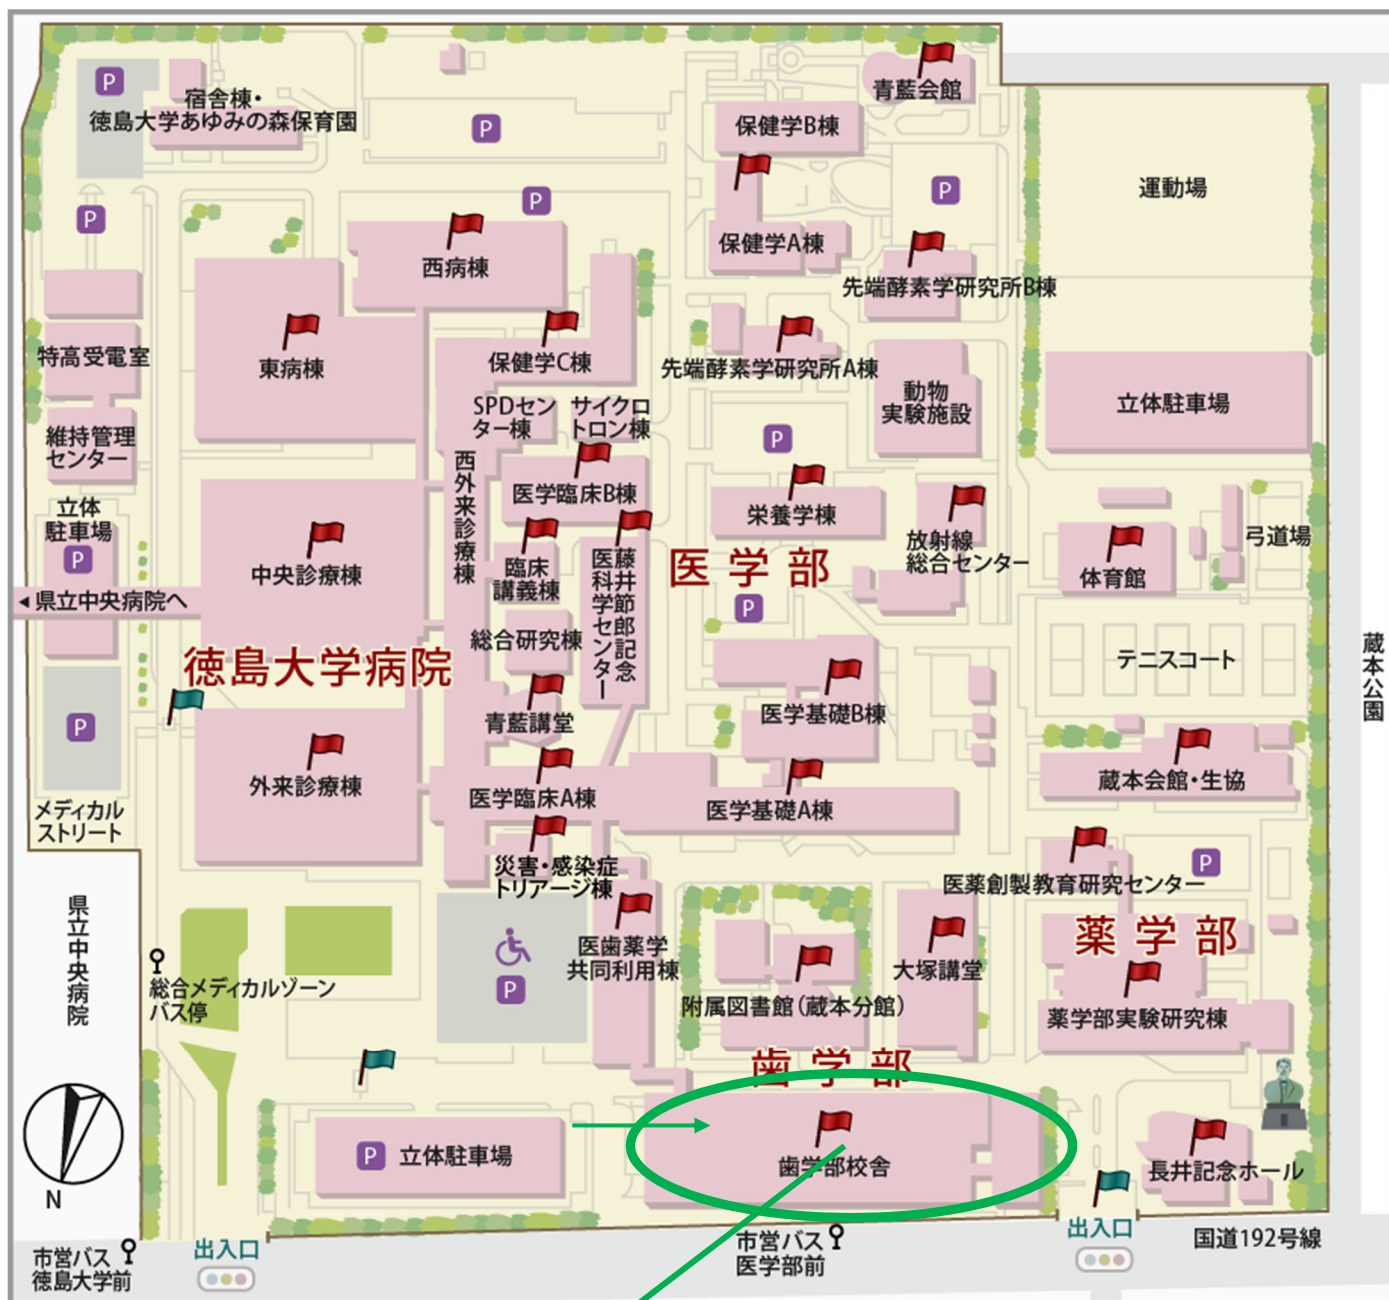 P
宿舎棟・
徳島大学あゆみの森保育園
P
P
P
青藍会館
保健学B棟
P
運動場
保健学A棟
西病棟
先端酵素学研究所B棟
特高受電室
東病棟
保健学C棟
先端酵素学研究所A棟
動物
実験施設
立体駐車場
SPDセン
ター棟
サイクロ
トロン棟
維持管理
センター
P
西外来診療棟
医学臨床B棟
栄養学棟
立体
駐車場
P
放射線
総合センター
弓道場
体育館
中央診療棟
臨床
講義棟
藤井節郎記念
医科学センター
医学部
P
◀県立中央病院へ
総合研究棟
徳島大学病院
テニスコート
蔵本公園
P
青藍講堂
医学基礎B棟
外来診療棟
医学臨床A棟
医学基礎A棟
蔵本会館・生協
メディカル
ストリート
災害・感染症
トリアージ棟
医薬創製教育研究センター
P
県立中央病院
薬学部
医歯薬学
共同利用棟
大塚講堂
P
総合メディカルゾーン
バス停
附属図書館(蔵本分館)
薬学部実験研究棟
歯学部
P
立体駐車場
歯学部校舎
長井記念ホール
N
出入口
市営バス
徳島大学前
市営バス
医学部前
出入口
国道192号線